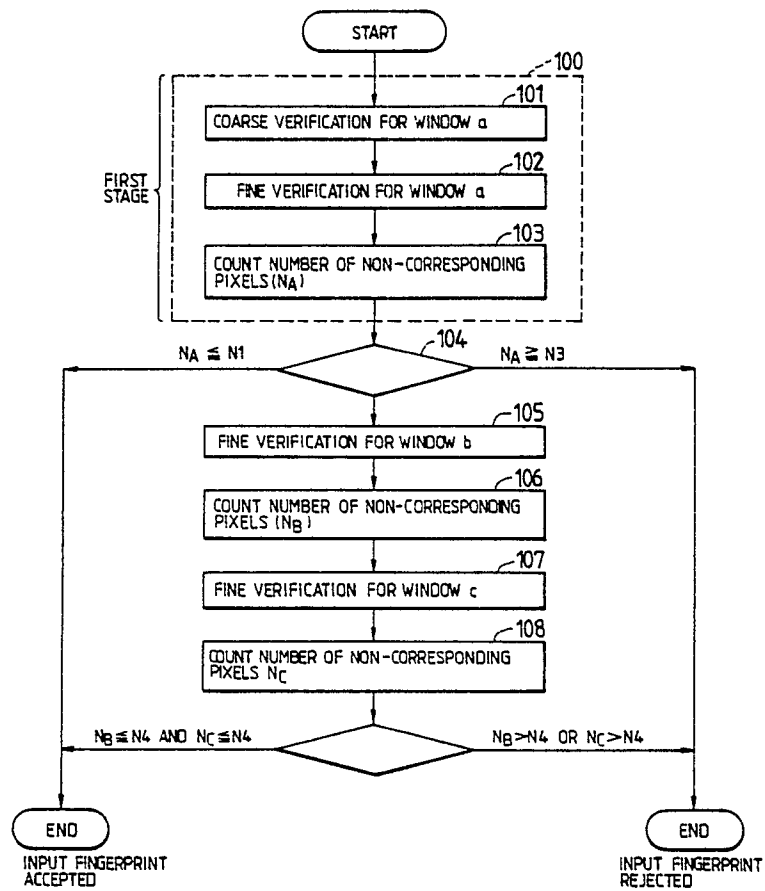 START
100
101
COARSE VERIFICATION FOR WINDOW a
102
FIRST
STAGE
FINE VERIFICATION FOR WINDOW a
103
COUNT NUMBER OF NON-CORRESPONDING
PIXELS (NA)
104
NA ≦ N1
NA ≧ N3
105
FINE VERIFICATION FOR WINDOW b
106
COUNT NUMBER OF NON-CORRESPONDING
PIXELS (NB)
107
FINE VERIFICATION FOR WINDOW c
108
COUNT NUMBER OF NON-CORRESPONDING
PIXELS NC
NB≦N4 AND NC≦N4
NB>N4 OR NC>N4
END
END
INPUT FINGERPRINT
ACCEPTED
INPUT FINGERPRINT
REJECTED